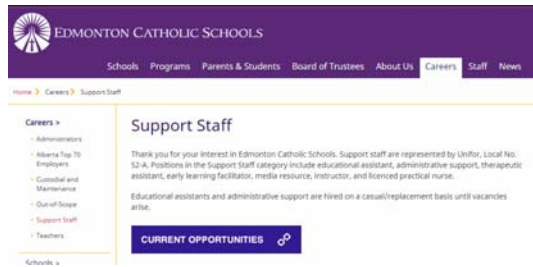 EDMONTON CATHOLIC SCHOOLS
Schools Programs Parents & Students Board of Trustees About Us Careers Staff News
Home > Careers > Support Staff
Careers >
- Administrators
- Alberta Top 70
Employers
- Custodial and
Maintenance
- Out-of-Scope
- Support Staff
- Teachers
Schools >
Support Staff
Thank you for your interest in Edmonton Catholic Schools. Support staff are represented by Unifor, Local No.
52-A. Positions in the Support Staff category include educational assistant, administrative support, therapeutic
assistant, early learning facilitator, media resource, instructor, and licenced practical nurse.
Educational assistants and administrative support are hired on a casual/replacement basis until vacancies
arise.
CURRENT OPPORTUNITIES